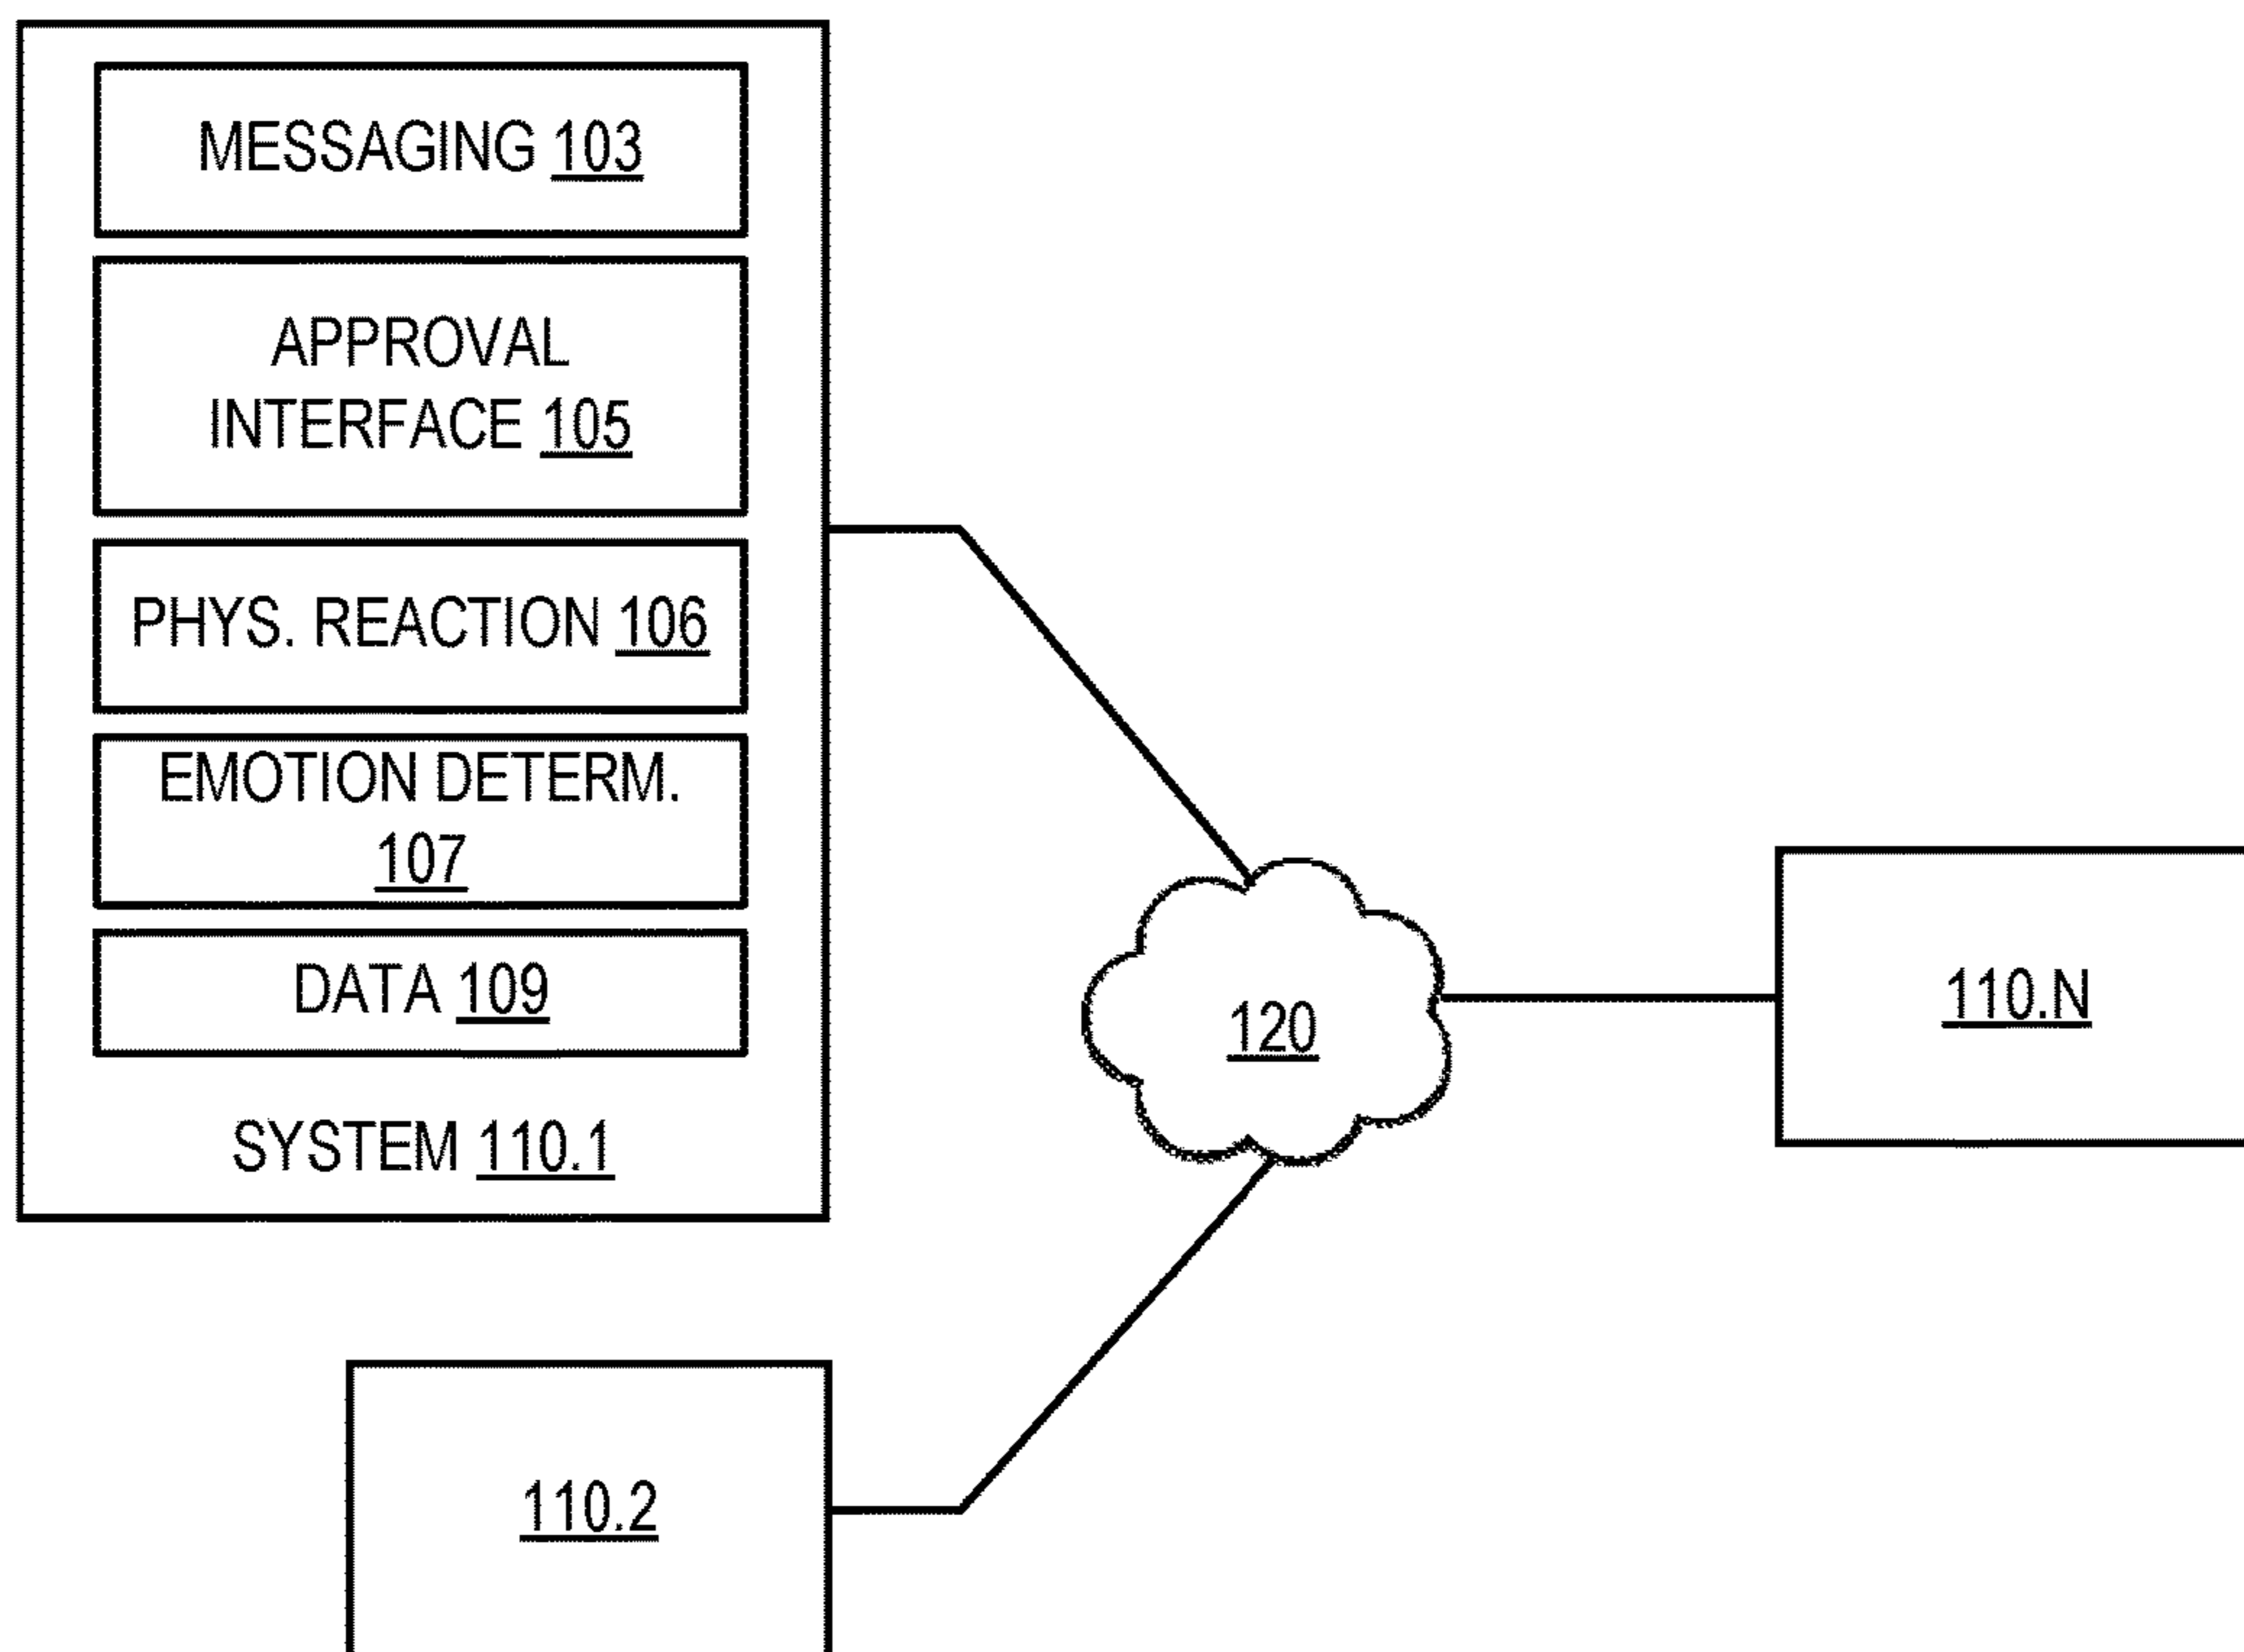 MESSAGING 103
APPROVAL
INTERFACE 105
PHYS. REACTION 106
EMOTION DETERM.
107
DATA 109
SYSTEM 110.1
120
110.N
110.2